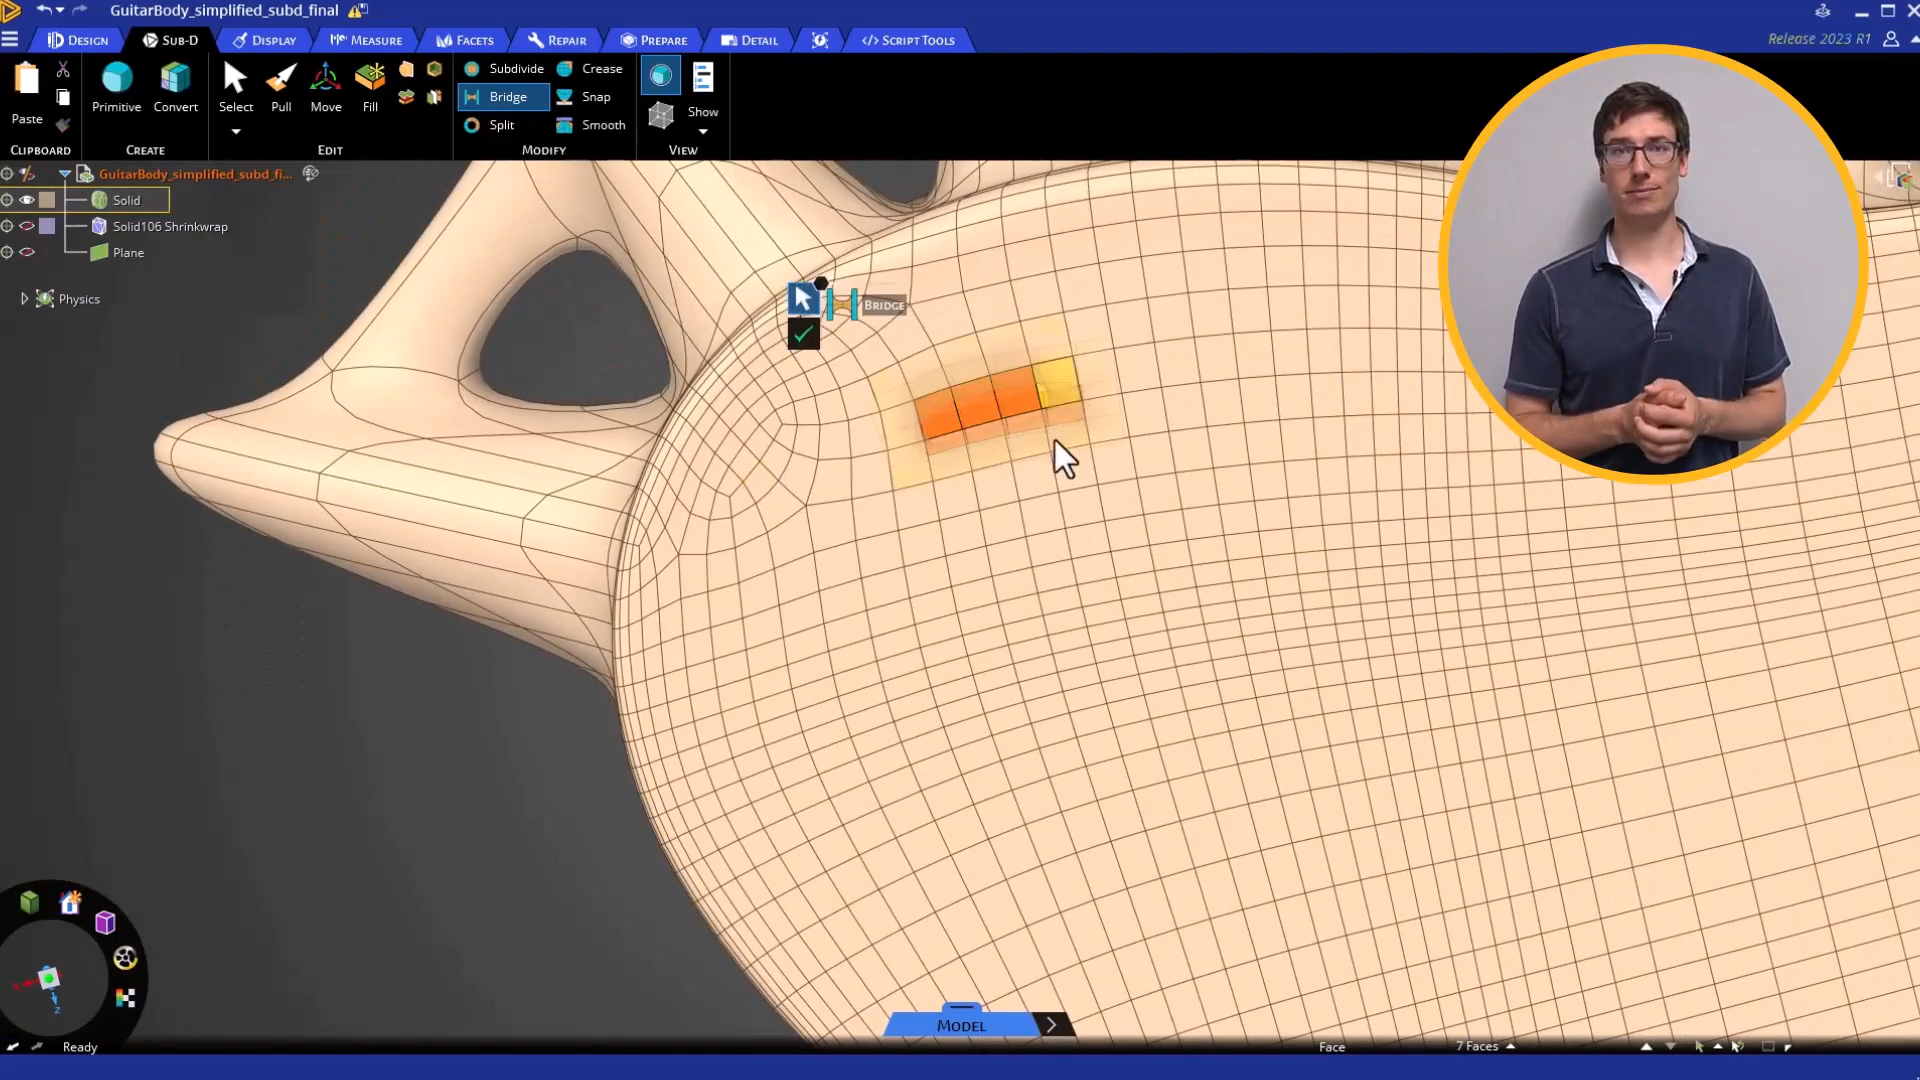 GuitarBody_simplified_subd_final
Design Sub-D Display Measure Facets Repair Prepare Detail </> Script Tools
Release 2023 R1
Paste
Clipboard
Primitive Convert
Create
Select Pull Move Fill
Edit
Subdivide Crease
Bridge Snap
Split Smooth
Modify
Show
View
GuitarBody_simplified_subd_fi...
Solid
Solid106 Shrinkwrap
Plane
Physics
Bridge
Z
Model
Ready
Face
7 Faces